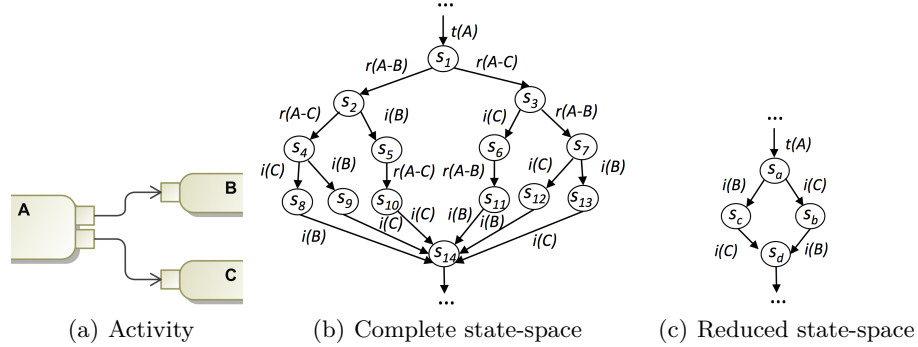 ...
t(A)
s1
r(A-B) r(A-C)
s2 s3
r(A-C) i(B) i(C) r(A-B)
s4 s5 s6 s7
i(C) i(B) r(A-C) r(A-B) i(C) i(B)
s8 s9 s10 s11 s12 s13
i(B) i(C) i(C) i(B) i(B) i(C)
s14
...
A
B
C
...
t(A)
sa
i(B) i(C)
sc sb
i(C) i(B)
sd
...
(a) Activity
(b) Complete state-space
(c) Reduced state-space